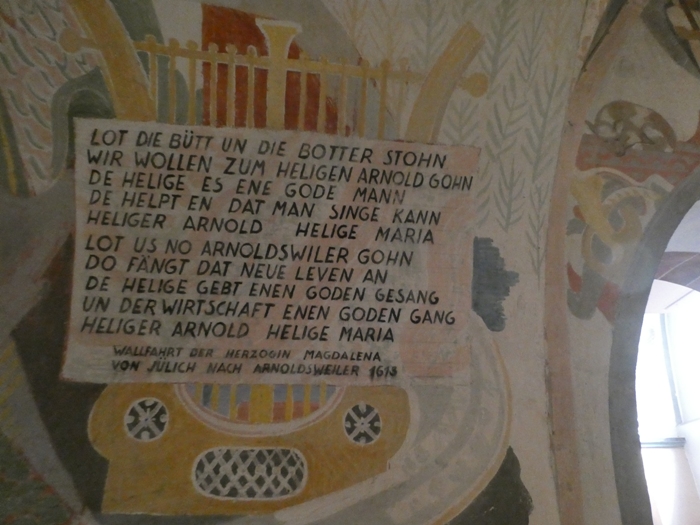 LOT DIE BÜTT UN DIE BOTTER STOHN
WIR WOLLEN ZUM HELIGEN ARNOLD GOHN
DE HELIGE ES ENE GODE MANN
DE HELPT EN DAT MAN SINGE KANN
HELIGER ARNOLD HELIGE MARIA
LOT US NO ARNOLDSWILER GOHN
DO FÄNGT DAT NEUE LEVEN AN
DE HELIGE GEBT ENEN GODEN GESANG
UN DER WIRTSCHAFT ENEN GODEN GANG
HELIGER ARNOLD HELIGE MARIA
WALLFAHRT DER HERZOGIN MAGDALENA
VON JÜLICH NACH ARNOLDSWEILER 1613